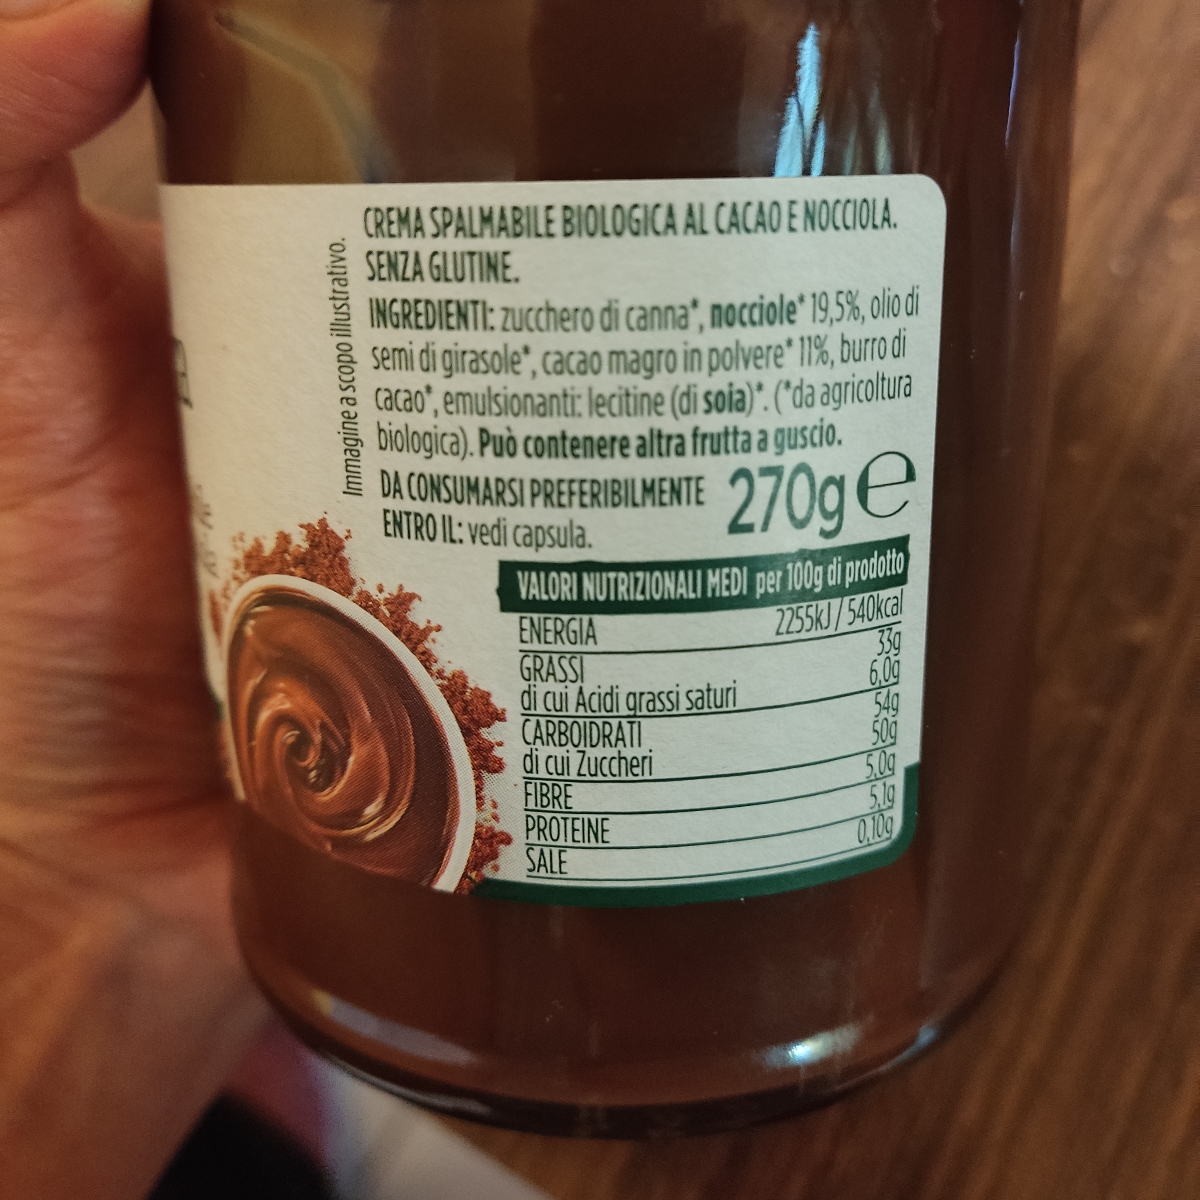 CREMA SPALMABILE BIOLOGICA AL CACAO E NOCCIOLA.
SENZA GLUTINE.
INGREDIENTI: zucchero di canna*, nocciole* 19,5%, olio di
semi di girasole*, cacao magro in polvere* 11%, burro di
cacao*, emulsionanti: lecitine (di soia)*. (*da agricoltura
biologica). Può contenere altra frutta a guscio.
DA CONSUMARSI PREFERIBILMENTE
ENTRO IL: vedi capsula.
270g e
Immagine a scopo illustrativo.
VALORI NUTRIZIONALI MEDI per 100g di prodotto
ENERGIA 2255kJ / 540kcal
GRASSI 33g
di cui Acidi grassi saturi 6,0g
CARBOIDRATI 54g
di cui Zuccheri 50g
FIBRE 5,0g
PROTEINE 5,1g
SALE 0,10g